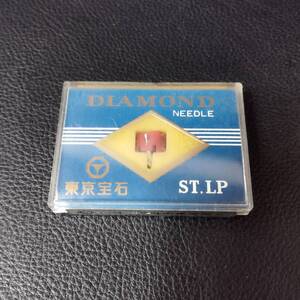 DIAMOND
NEEDLE
東京宝石
ST.LP